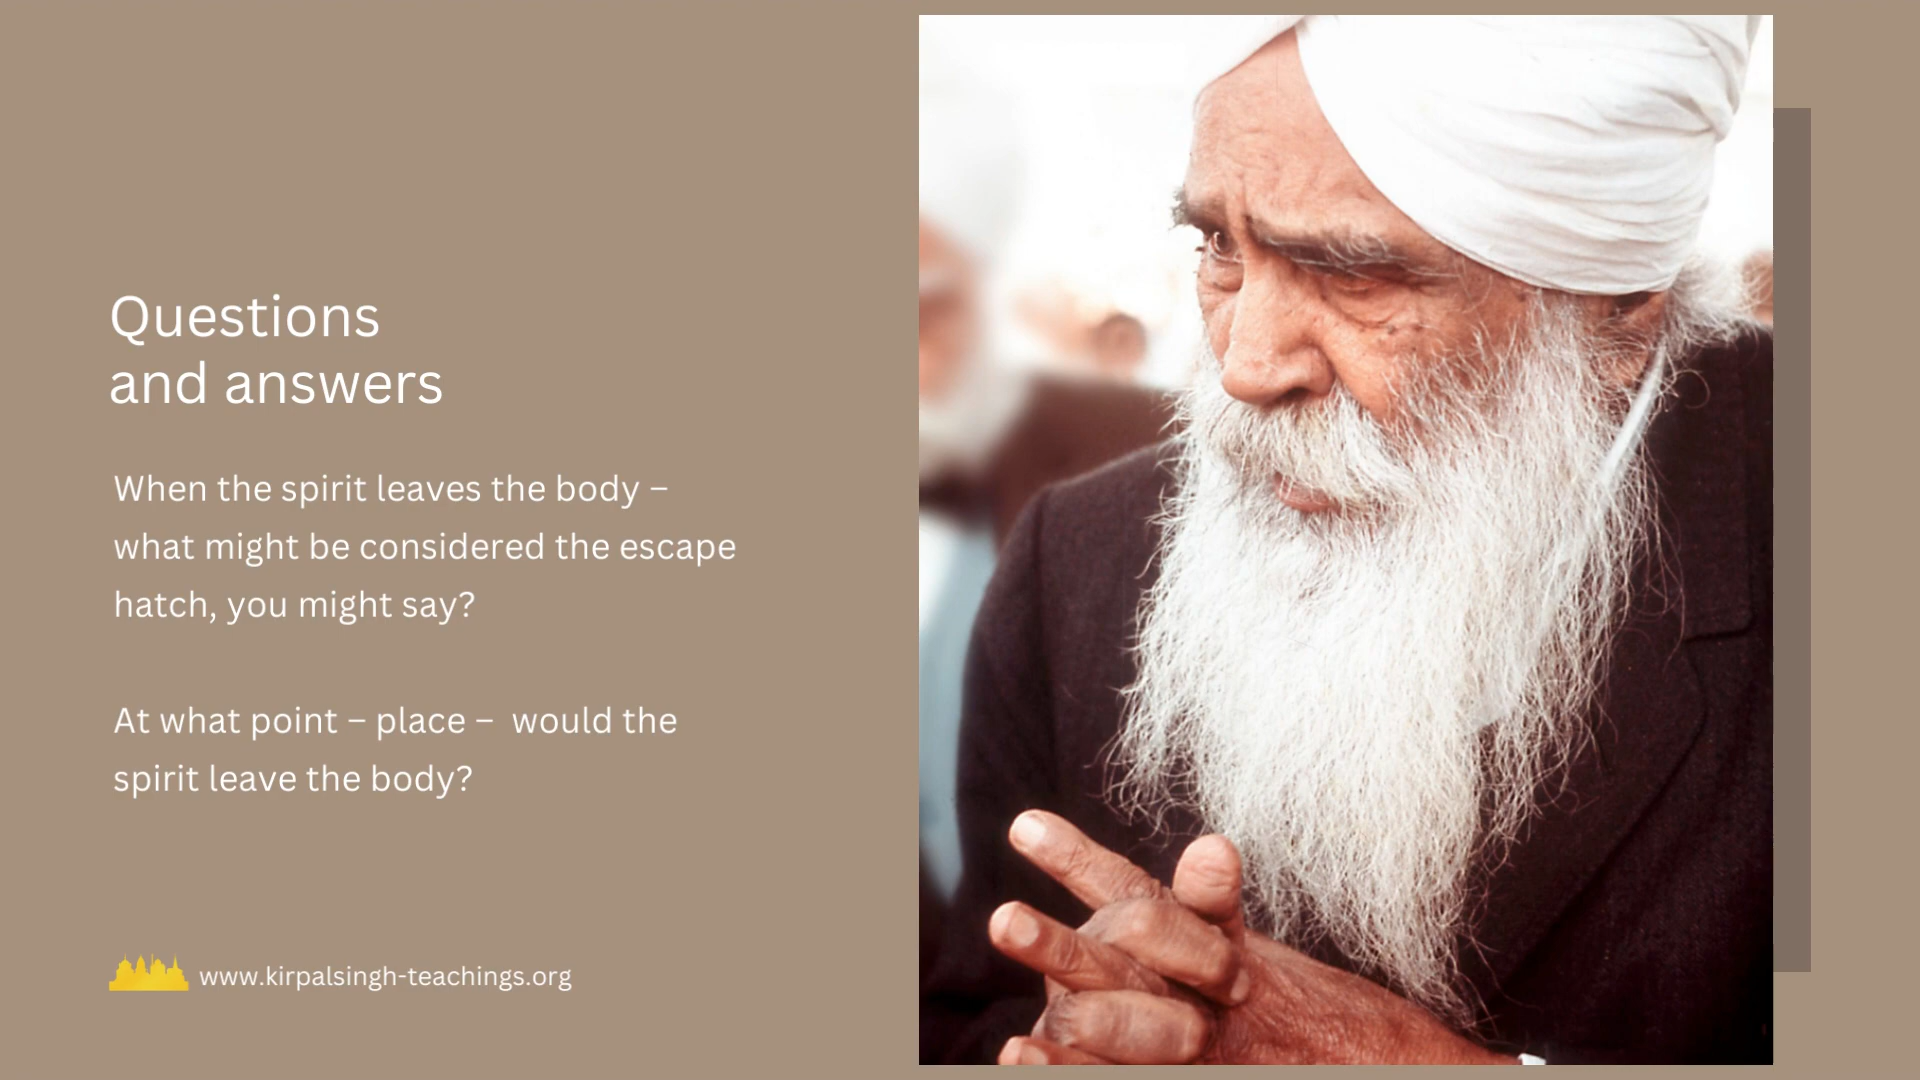 Questions
and answers
When the spirit leaves the body –
what might be considered the escape
hatch, you might say?
At what point – place –  would the
spirit leave the body?
www.kirpalsingh-teachings.org